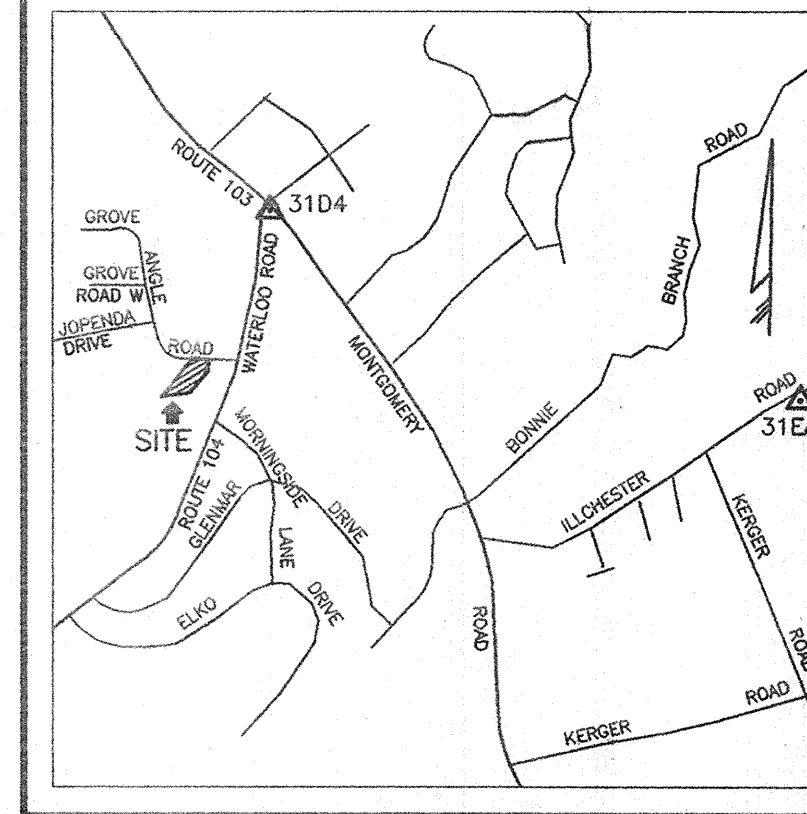 ROUTE 103
31D4
GROVE
ANGLE
GROVE
ROAD W
JOPENDA
DRIVE
ROAD
WATERLOO ROAD
SITE
ROUTE 104
MORNINGSIDE
DRIVE
GLENMAR
LANE
ELKO
DRIVE
MONTGOMERY
ROAD
BONNIE
BRANCH
ROAD
ROAD
31E
ILLCHESTER
KERGER
ROAD
KERGER
ROAD